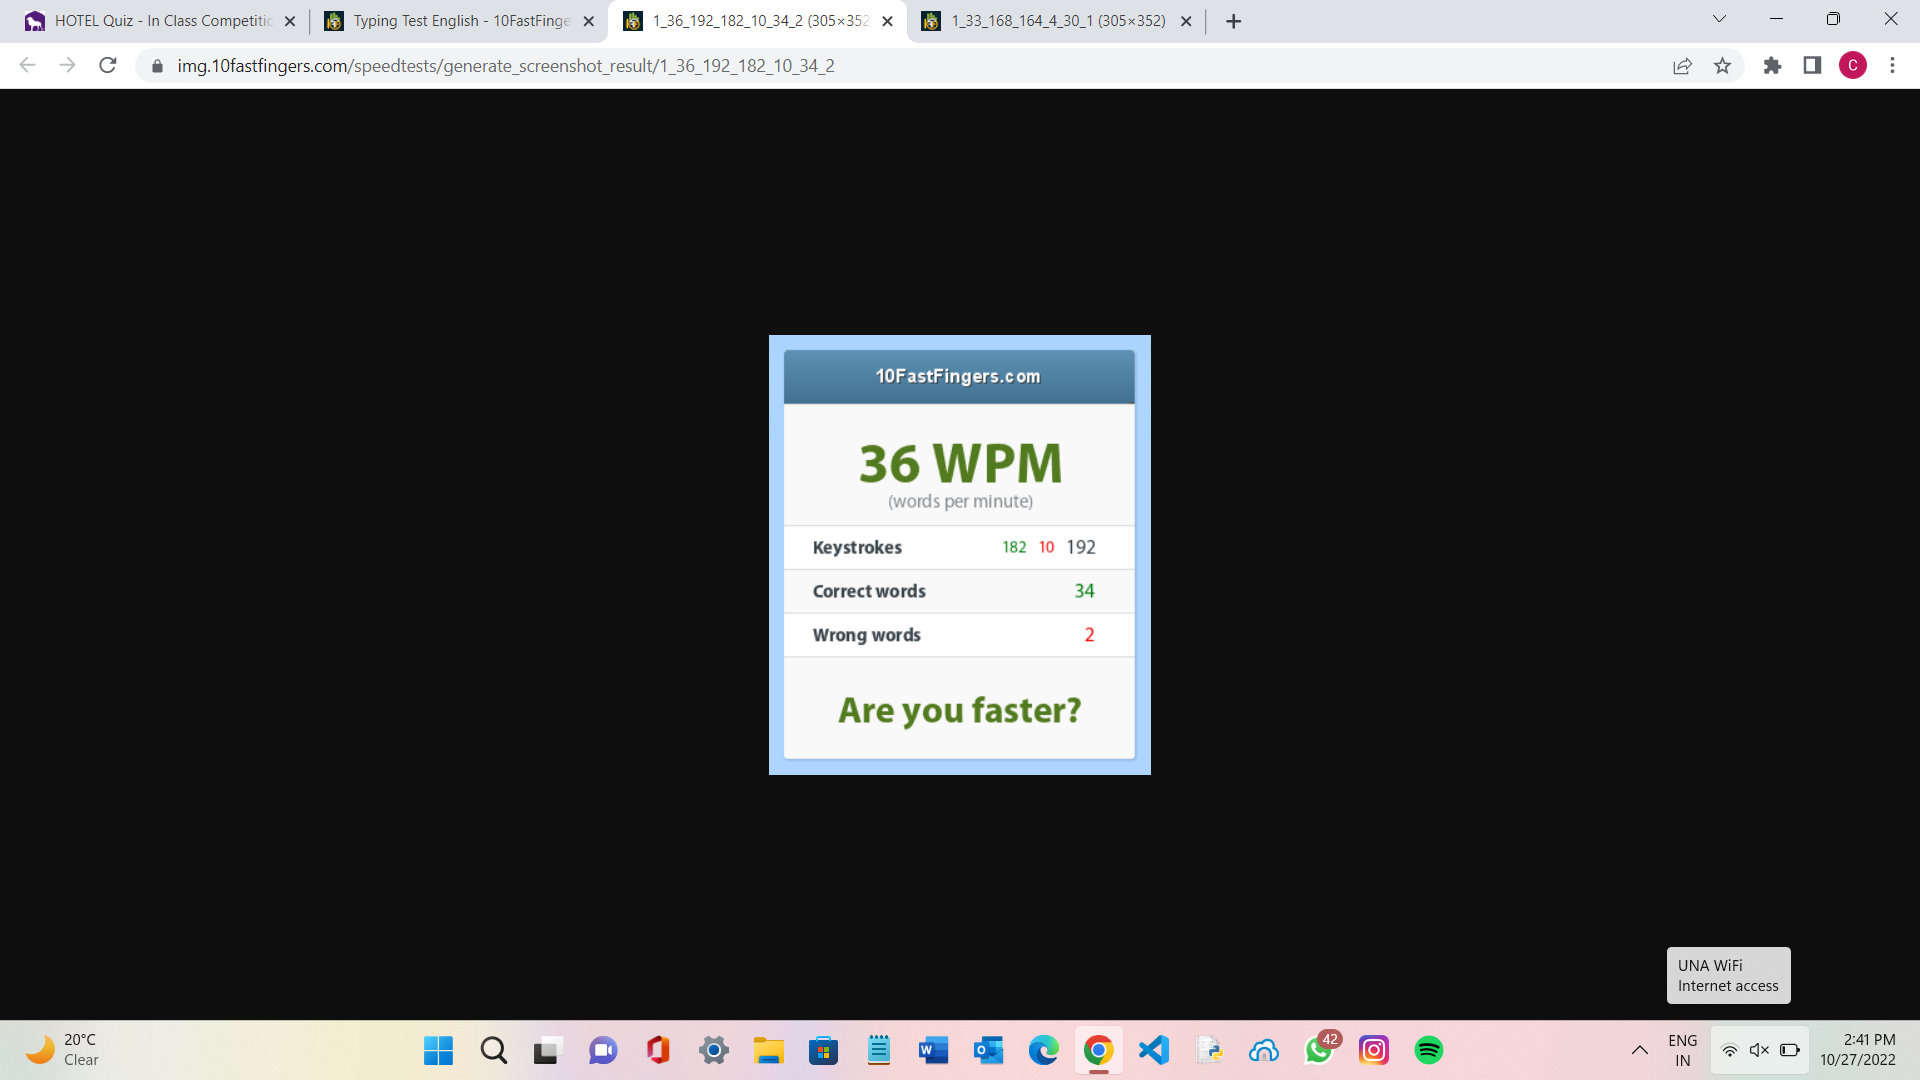 HOTEL Quiz - In Class Competitic
Typing Test English - 10FastFinge
1_36_192_182_10_34_2 (305×352
1_33_168_164_4_30_1 (305×352)
img.10fastfingers.com/speedtests/generate_screenshot_result/1_36_192_182_10_34_2
C
10FastFingers.com
36 WPM
(words per minute)
Keystrokes 182 10 192
Correct words 34
Wrong words 2
Are you faster?
UNA WiFi
Internet access
20°C
Clear
42
ENG
IN
2:41 PM
10/27/2022